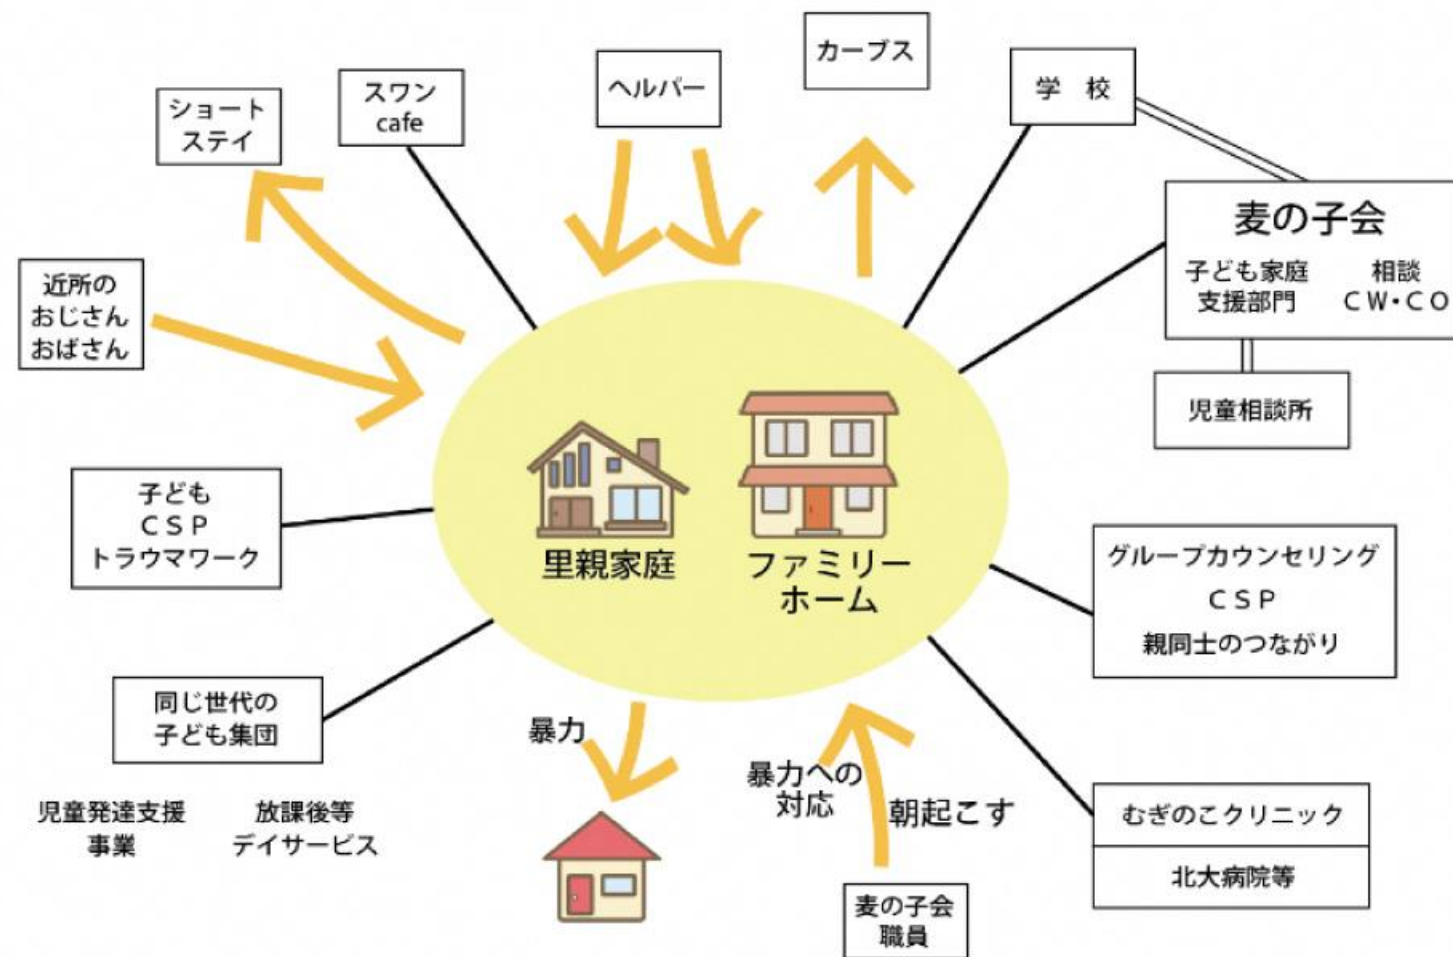 カーブス
ヘルパー
学 校
スワン
cafe
ショート
ステイ
麦の子会
子ども家庭
支援部門
相談
ＣＷ・ＣＯ
近所の
おじさん
おばさん
児童相談所
子ども
ＣＳＰ
トラウマワーク
里親家庭
ファミリー
ホーム
グループカウンセリング
ＣＳＰ
親同士のつながり
同じ世代の
子ども集団
児童発達支援
事業
放課後等
デイサービス
暴力
暴力への
対応
朝起こす
麦の子会
職員
むぎのこクリニック
北大病院等